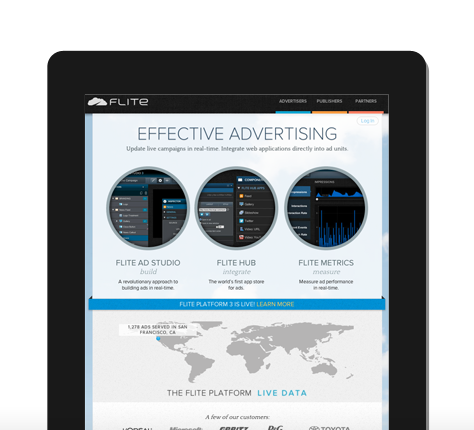 FLITE
ADVERTISERS PUBLISHERS PARTNERS
Log In
EFFECTIVE ADVERTISING
Update live campaigns in real-time. Integrate web applications directly into ad units.
FLITE AD STUDIO FLITE HUB FLITE METRICS
build integrate measure
A revolutionary approach to The world's first app store Measure ad performance
building ads in real-time. for ads. in real-time.
FLITE PLATFORM 3 IS LIVE! LEARN MORE
1,278 ADS SERVED IN SAN
FRANCISCO, CA
THE FLITE PLATFORM LIVE DATA
A few of our customers:
L'ORÉAL Microsoft ORBITZ P&G TOYOTA